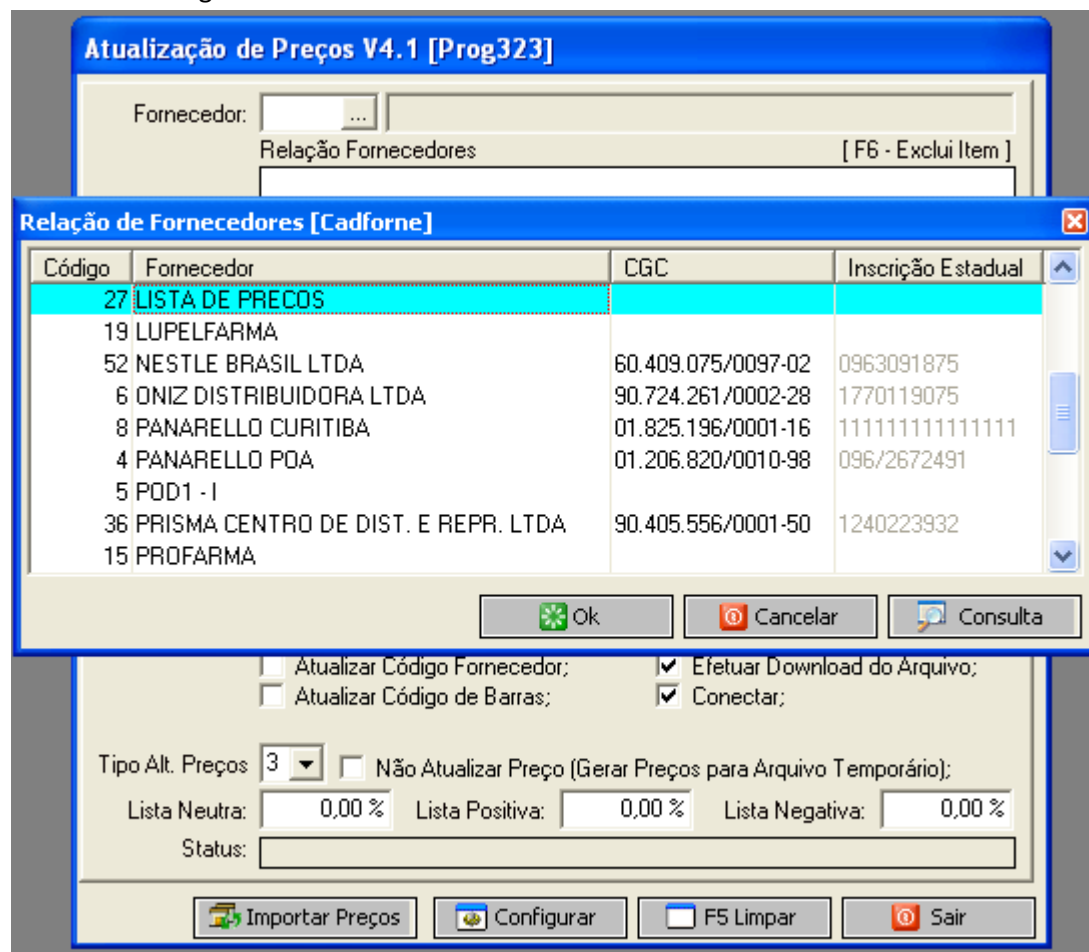 Atualização de Preços V4.1 [Prog323]
Fornecedor: ...
Relação Fornecedores [ F6 - Exclui Item ]
Relação de Fornecedores [Cadforne]
Código Fornecedor CGC Inscrição Estadual
27 LISTA DE PRECOS
19 LUPELFARMA
52 NESTLE BRASIL LTDA 60.409.075/0097-02 0963091875
6 ONIZ DISTRIBUIDORA LTDA 90.724.261/0002-28 1770119075
8 PANARELLO CURITIBA 01.825.196/0001-16 11111111111111
4 PANARELLO POA 01.206.820/0010-98 096/2672491
5 POD1 - I
36 PRISMA CENTRO DE DIST. E REPR. LTDA 90.405.556/0001-50 1240223932
15 PROFARMA
Ok Cancelar Consulta
Atualizar Código Fornecedor; Efetuar Download do Arquivo;
Atualizar Código de Barras; Conectar;
Tipo Alt. Preços 3 Não Atualizar Preço (Gerar Preços para Arquivo Temporário);
Lista Neutra: 0,00 % Lista Positiva: 0,00 % Lista Negativa: 0,00 %
Status:
Importar Preços Configurar F5 Limpar Sair